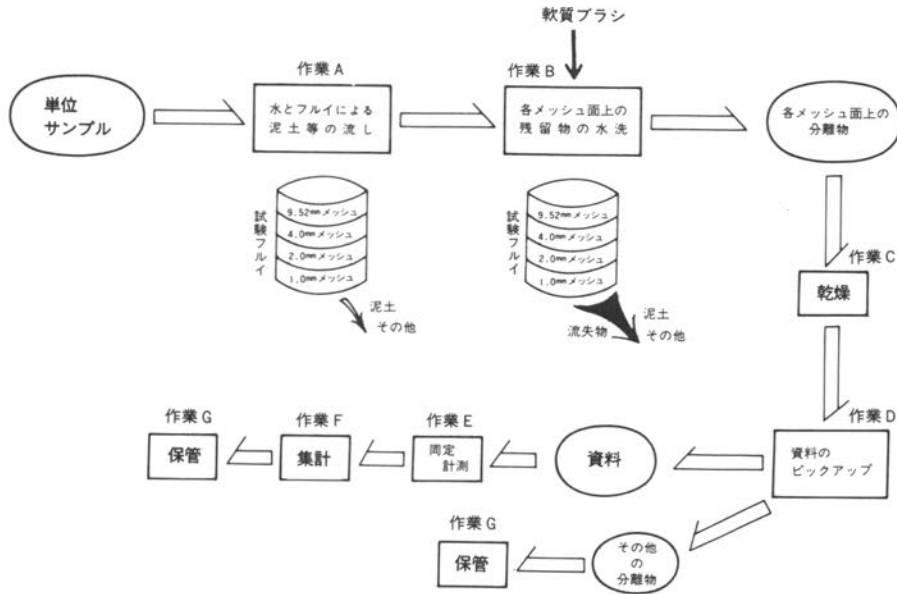 軟質ブラシ
作業A
作業B
単位
サンプル
水とフルイによる
泥土等の流し
各メッシュ面上の
残留物の水洗
各メッシュ面上の
分離物
試験フルイ
9.52mmメッシュ
4.0mmメッシュ
2.0mmメッシュ
1.0mmメッシュ
泥土
その他
試験フルイ
9.52mmメッシュ
4.0mmメッシュ
2.0mmメッシュ
1.0mmメッシュ
流失物
泥土
その他
作業C
乾燥
作業D
資料の
ピックアップ
資料
作業E
同定
計測
作業F
集計
作業G
保管
その他
の
分離物
作業G
保管